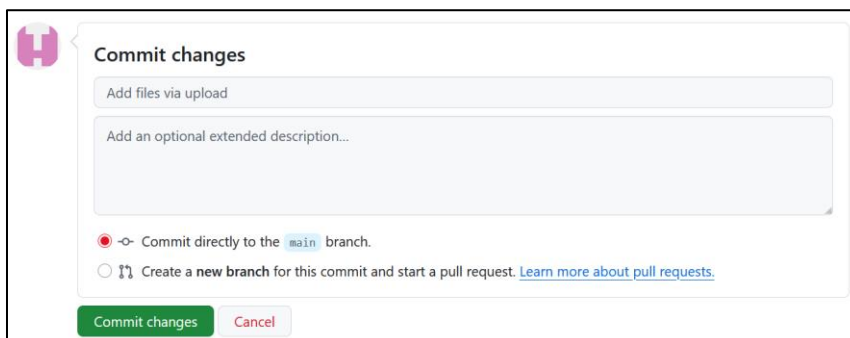 Commit changes
Add files via upload
Add an optional extended description...
Commit directly to the main branch.
Create a new branch for this commit and start a pull request. Learn more about pull requests.
Commit changes Cancel